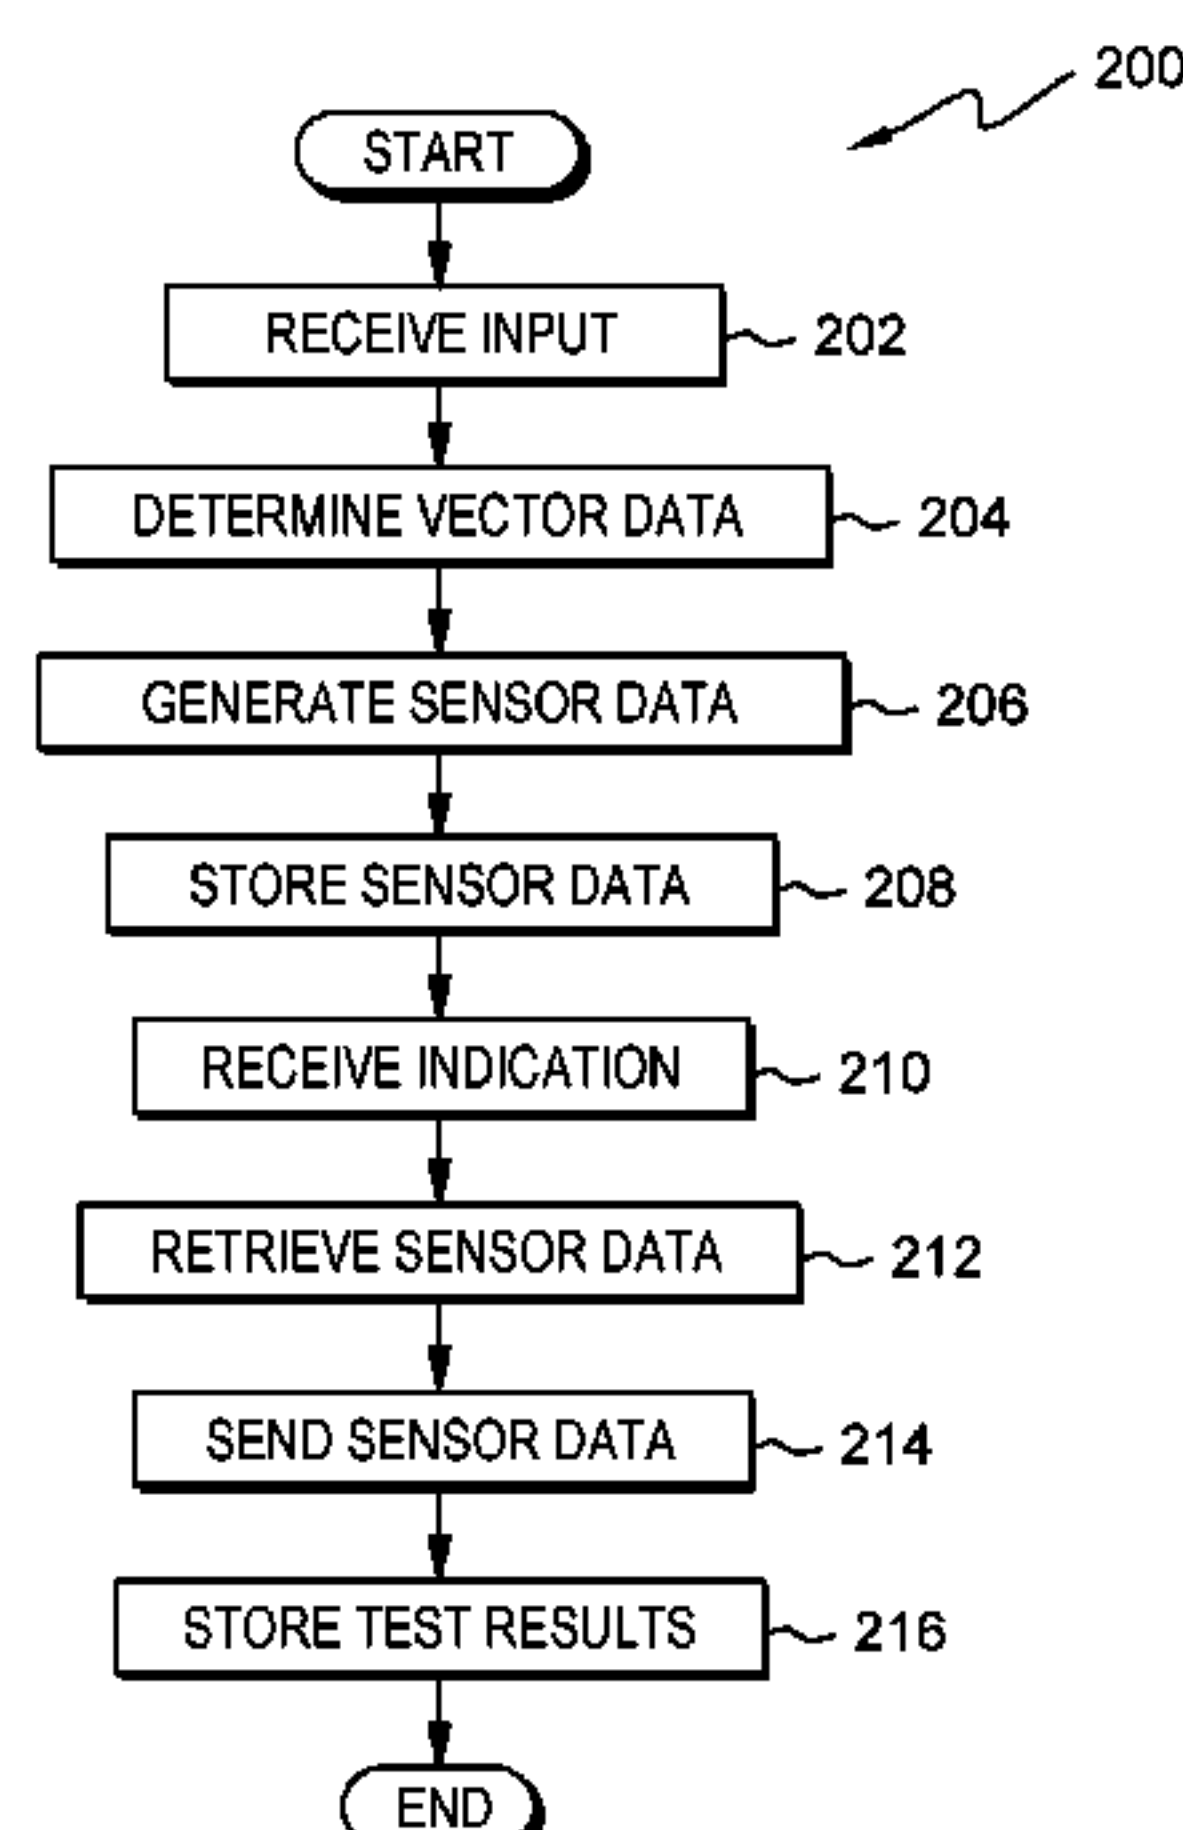 200
START
RECEIVE INPUT 202
DETERMINE VECTOR DATA 204
GENERATE SENSOR DATA 206
STORE SENSOR DATA 208
RECEIVE INDICATION 210
RETRIEVE SENSOR DATA 212
SEND SENSOR DATA 214
STORE TEST RESULTS 216
END